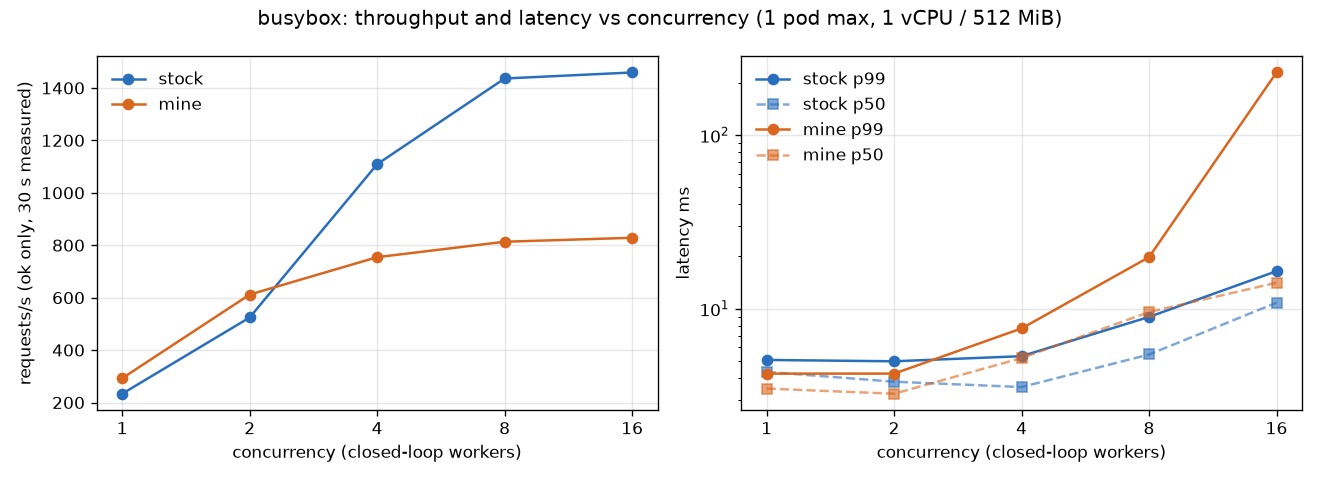 busybox: throughput and latency vs concurrency (1 pod max, 1 vCPU / 512 MiB)
requests/s (ok only, 30 s measured)
1400
1200
1000
800
600
400
200
stock
mine
1 2 4 8 16
concurrency (closed-loop workers)
latency ms
10²
10¹
stock p99
stock p50
mine p99
mine p50
1 2 4 8 16
concurrency (closed-loop workers)